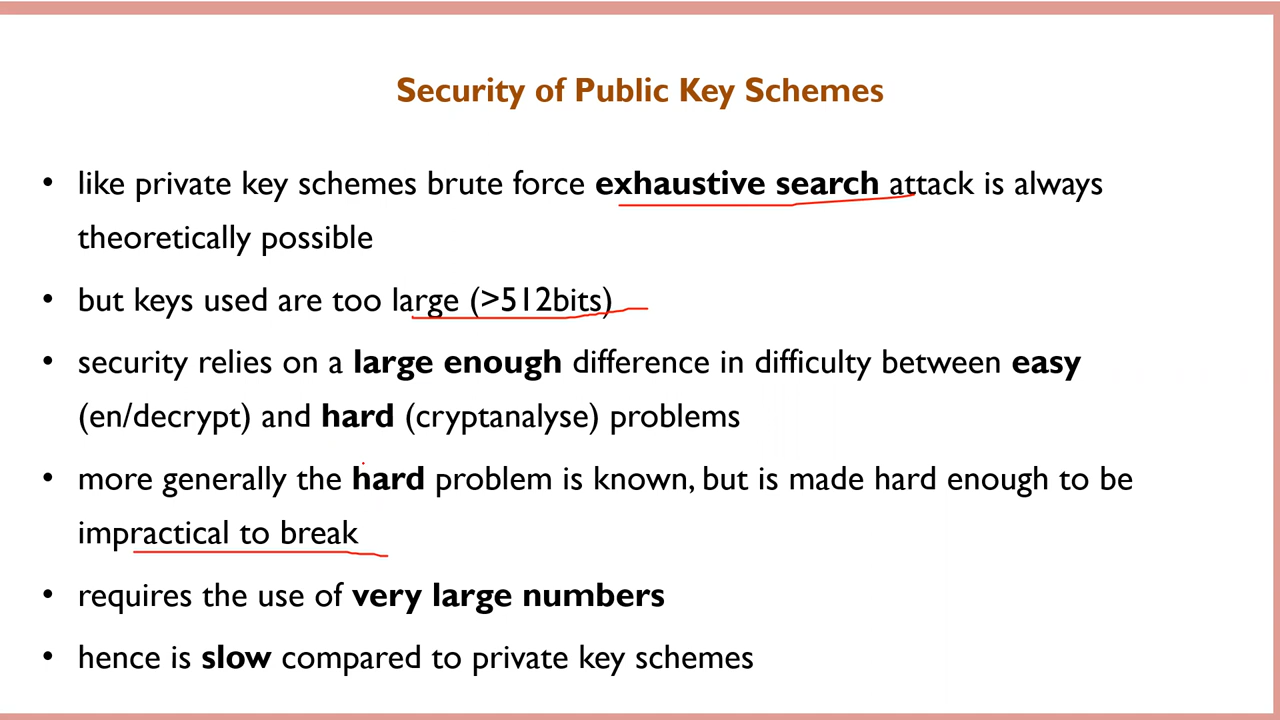 Security of Public Key Schemes
• like private key schemes brute force exhaustive search attack is always
theoretically possible
• but keys used are too large (>512bits)
• security relies on a large enough difference in difficulty between easy
(en/decrypt) and hard (cryptanalyse) problems
• more generally the hard problem is known, but is made hard enough to be
impractical to break
• requires the use of very large numbers
• hence is slow compared to private key schemes